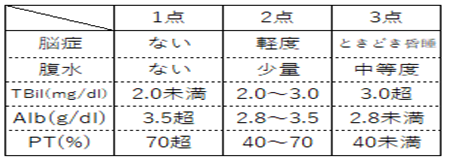 1点 2点 3点
脳症 ない 軽度 ときどき昏睡
腹水 ない 少量 中等度
TBil(mg/dl) 2.0未満 2.0～3.0 3.0超
Alb(g/dl) 3.5超 2.8～3.5 2.8未満
PT(%) 70超 40～70 40未満